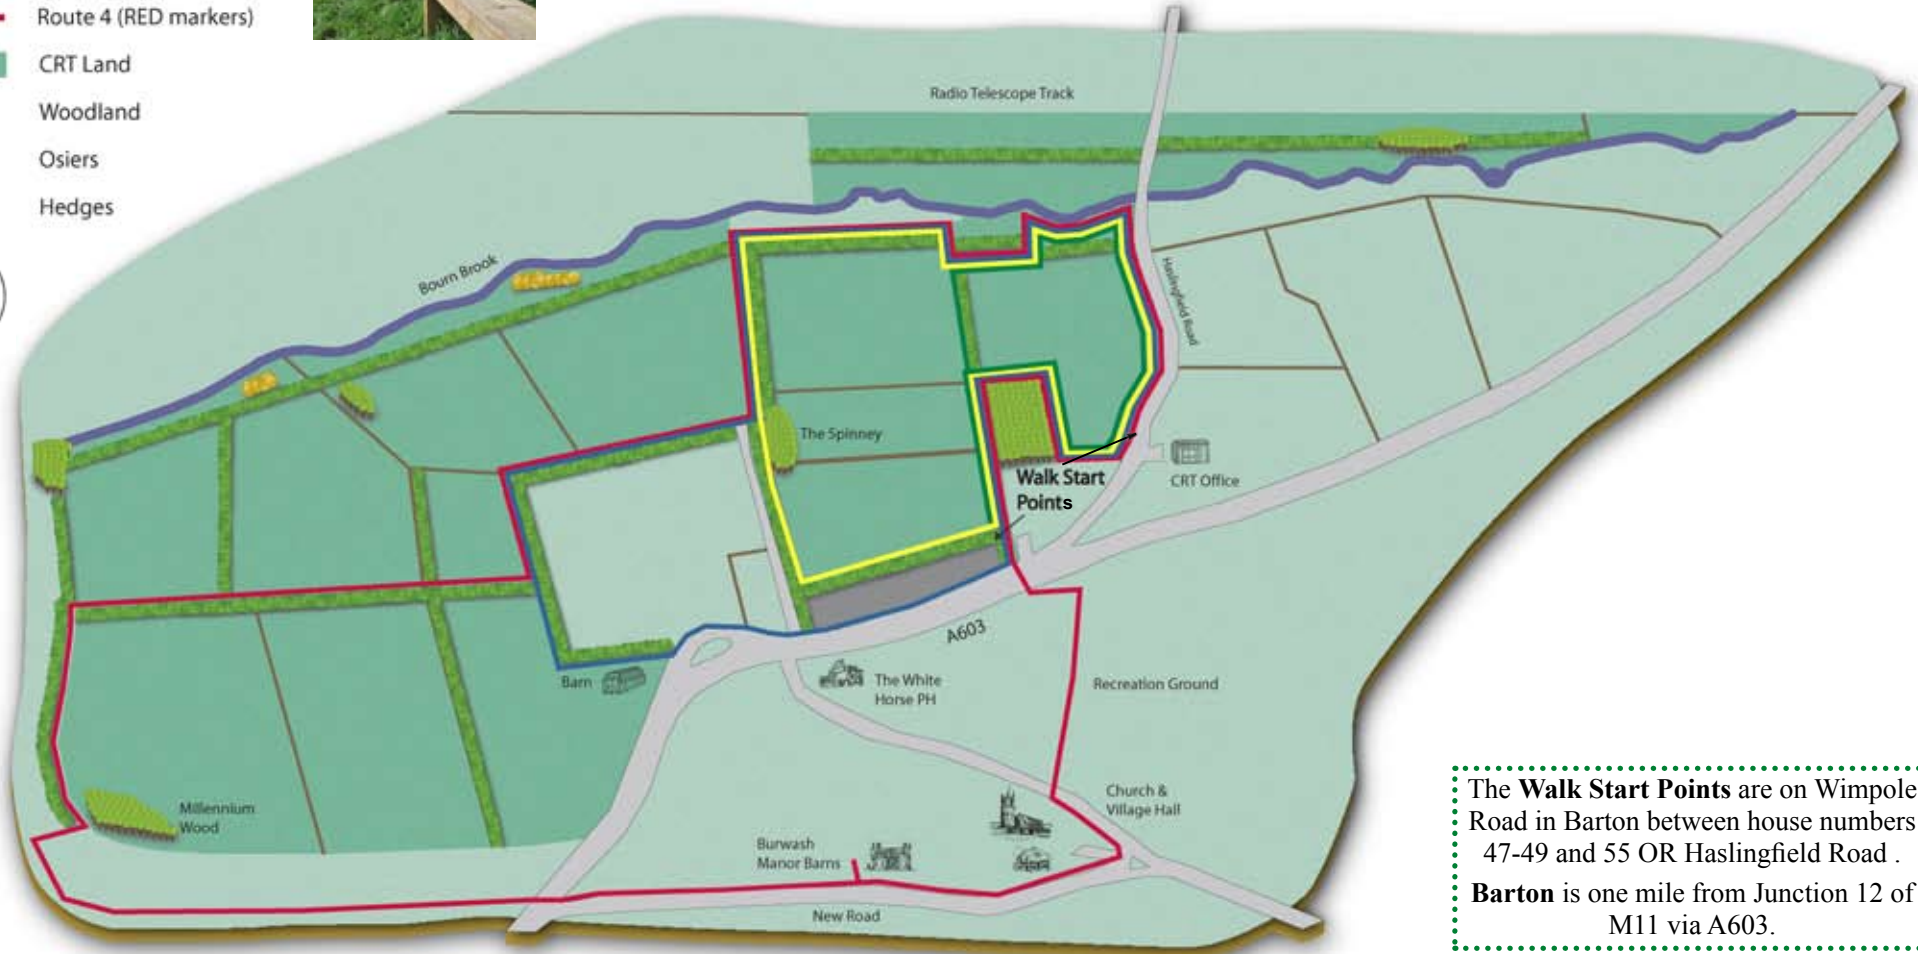 Route 4 (RED markers)
CRT Land
Woodland
Osiers
Hedges
Radio Telescope Track
Bourn Brook
Haslingfield Road
The Spinney
Walk Start
Points
CRT Office
A603
Barn
The White
Horse PH
Recreation Ground
Millennium
Wood
Church &
Village Hall
Burwash
Manor Barns
New Road
The Walk Start Points are on Wimpole
Road in Barton between house numbers
47-49 and 55 OR Haslingfield Road .
Barton is one mile from Junction 12 of
M11 via A603.